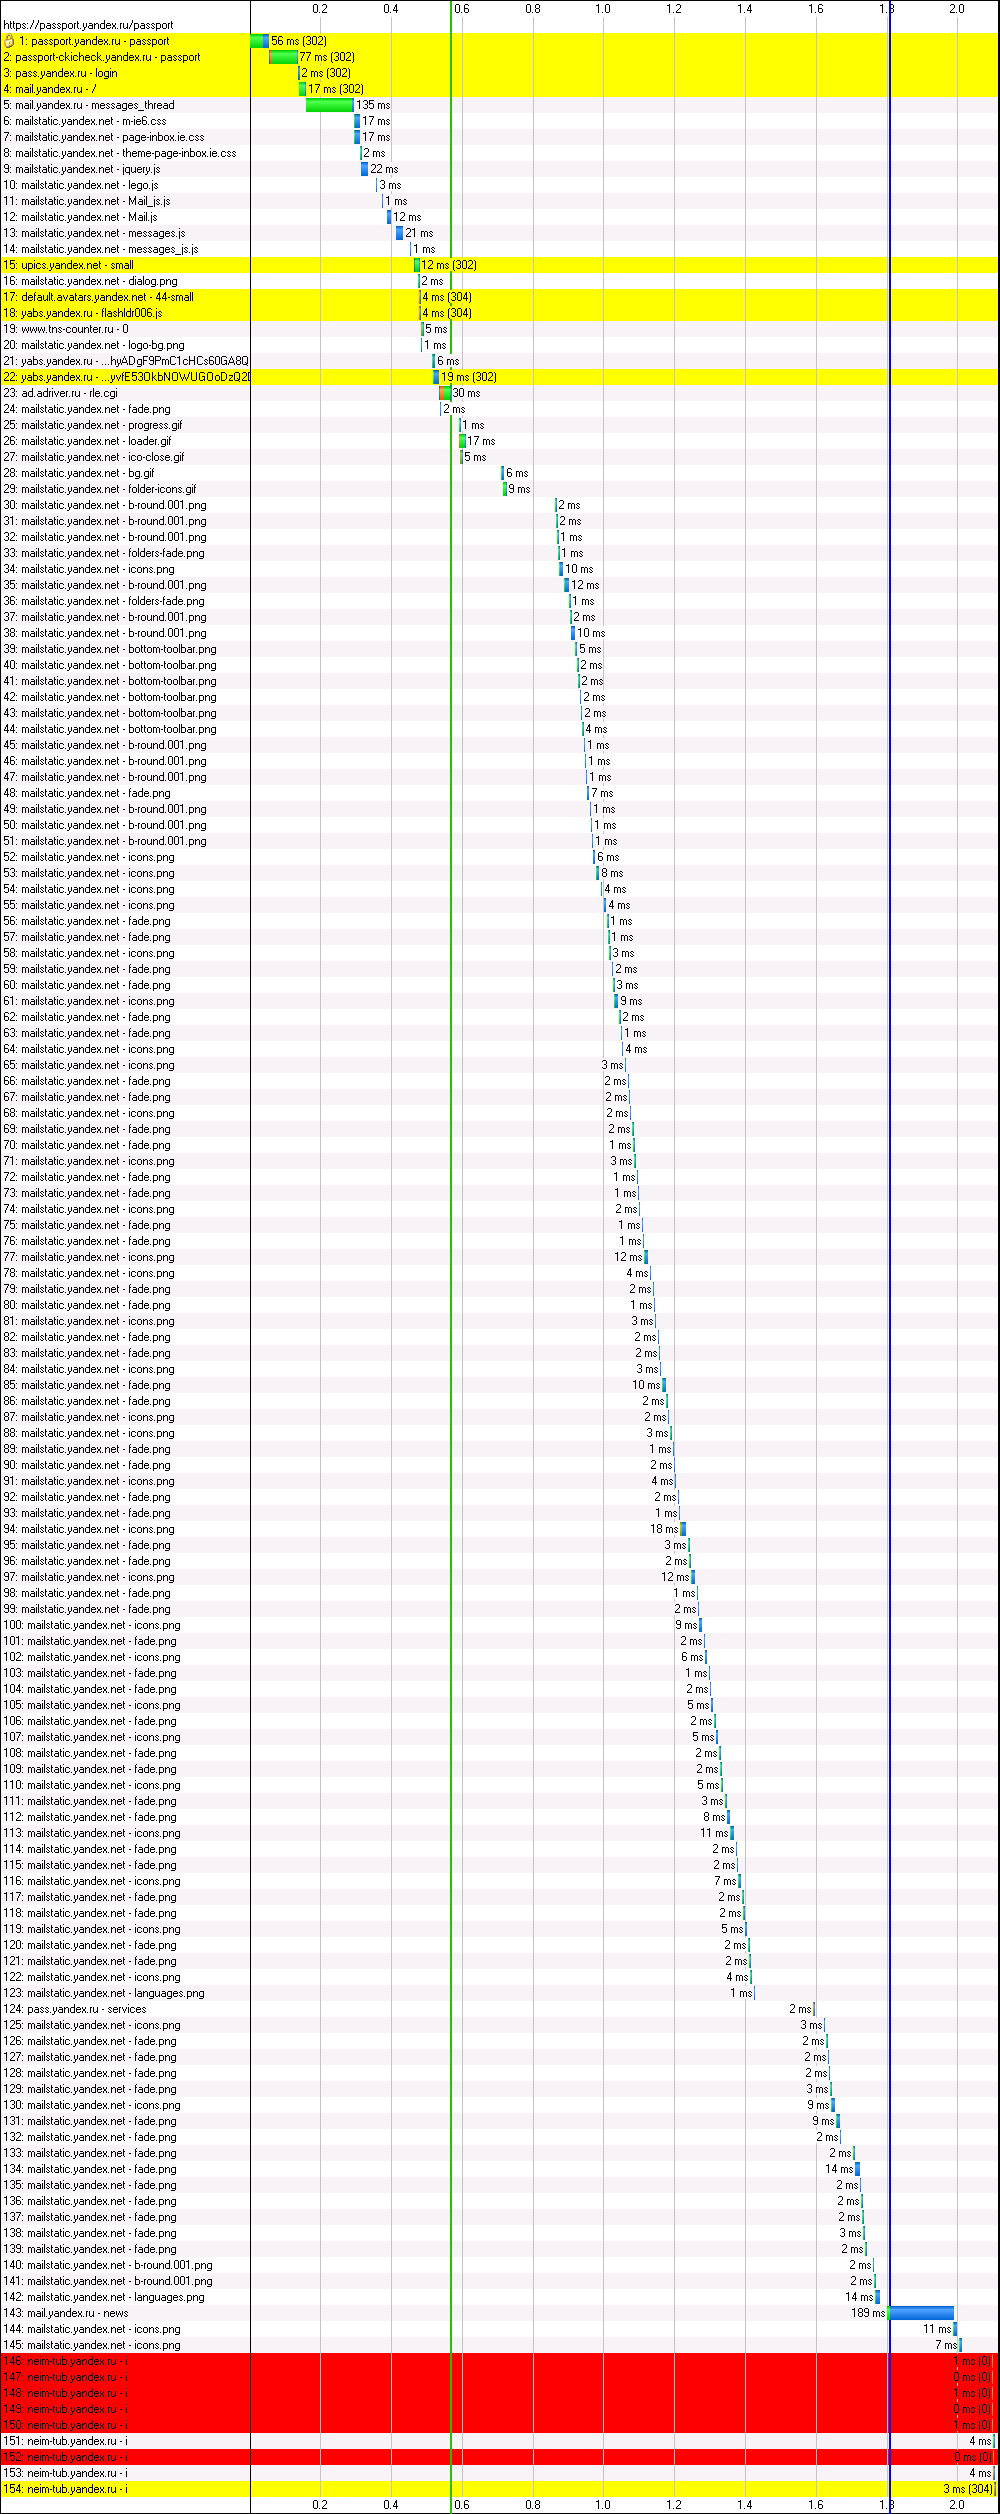 0.2 0.4 0.6 0.8 1.0 1.2 1.4 1.6 1.8 2.0
https://passport.yandex.ru/passport
1: passport.yandex.ru - passport 56 ms (302)
2: passport-ckicheck.yandex.ru - passport 77 ms (302)
3: pass.yandex.ru - login 2 ms (302)
4: mail.yandex.ru - / 17 ms (302)
5: mail.yandex.ru - messages_thread 135 ms
6: mailstatic.yandex.net - m-ie6.css 17 ms
7: mailstatic.yandex.net - page-inbox.ie.css 17 ms
8: mailstatic.yandex.net - theme-page-inbox.ie.css 2 ms
9: mailstatic.yandex.net - jquery.js 22 ms
10: mailstatic.yandex.net - lego.js 3 ms
11: mailstatic.yandex.net - Mail_js.js 1 ms
12: mailstatic.yandex.net - Mail.js 12 ms
13: mailstatic.yandex.net - messages.js 21 ms
14: mailstatic.yandex.net - messages_js.js 1 ms
15: upics.yandex.net - small 12 ms (302)
16: mailstatic.yandex.net - dialog.png 2 ms
17: default.avatars.yandex.net - 44-small 4 ms (304)
18: yabs.yandex.ru - flashldr006.js 4 ms (304)
19: www.tns-counter.ru - 0 5 ms
20: mailstatic.yandex.net - logo-bg.png 1 ms
21: yabs.yandex.ru - ...hyADgF9PmC1cHCs60GA8Q 6 ms
22: yabs.yandex.ru - ...yvfE53OkbNOWUGOoDzQ2 19 ms (302)
23: ad.adriver.ru - rle.cgi 30 ms
24: mailstatic.yandex.net - fade.png 2 ms
25: mailstatic.yandex.net - progress.gif 1 ms
26: mailstatic.yandex.net - loader.gif 17 ms
27: mailstatic.yandex.net - ico-close.gif 5 ms
28: mailstatic.yandex.net - bg.gif 6 ms
29: mailstatic.yandex.net - folder-icons.gif 9 ms
30: mailstatic.yandex.net - b-round.001.png 2 ms
31: mailstatic.yandex.net - b-round.001.png 2 ms
32: mailstatic.yandex.net - b-round.001.png 1 ms
33: mailstatic.yandex.net - folders-fade.png 1 ms
34: mailstatic.yandex.net - icons.png 10 ms
35: mailstatic.yandex.net - b-round.001.png 12 ms
36: mailstatic.yandex.net - folders-fade.png 1 ms
37: mailstatic.yandex.net - b-round.001.png 2 ms
38: mailstatic.yandex.net - b-round.001.png 10 ms
39: mailstatic.yandex.net - bottom-toolbar.png 5 ms
40: mailstatic.yandex.net - bottom-toolbar.png 2 ms
41: mailstatic.yandex.net - bottom-toolbar.png 2 ms
42: mailstatic.yandex.net - bottom-toolbar.png 2 ms
43: mailstatic.yandex.net - bottom-toolbar.png 2 ms
44: mailstatic.yandex.net - bottom-toolbar.png 4 ms
45: mailstatic.yandex.net - b-round.001.png 1 ms
46: mailstatic.yandex.net - b-round.001.png 1 ms
47: mailstatic.yandex.net - b-round.001.png 1 ms
48: mailstatic.yandex.net - fade.png 7 ms
49: mailstatic.yandex.net - b-round.001.png 1 ms
50: mailstatic.yandex.net - b-round.001.png 1 ms
51: mailstatic.yandex.net - b-round.001.png 1 ms
52: mailstatic.yandex.net - icons.png 6 ms
53: mailstatic.yandex.net - icons.png 8 ms
54: mailstatic.yandex.net - icons.png 4 ms
55: mailstatic.yandex.net - icons.png 4 ms
56: mailstatic.yandex.net - fade.png 1 ms
57: mailstatic.yandex.net - fade.png 1 ms
58: mailstatic.yandex.net - icons.png 3 ms
59: mailstatic.yandex.net - fade.png 2 ms
60: mailstatic.yandex.net - fade.png 3 ms
61: mailstatic.yandex.net - icons.png 9 ms
62: mailstatic.yandex.net - fade.png 2 ms
63: mailstatic.yandex.net - fade.png 1 ms
64: mailstatic.yandex.net - icons.png 4 ms
65: mailstatic.yandex.net - icons.png 3 ms
66: mailstatic.yandex.net - fade.png 2 ms
67: mailstatic.yandex.net - fade.png 2 ms
68: mailstatic.yandex.net - icons.png 2 ms
69: mailstatic.yandex.net - fade.png 2 ms
70: mailstatic.yandex.net - fade.png 1 ms
71: mailstatic.yandex.net - icons.png 3 ms
72: mailstatic.yandex.net - fade.png 1 ms
73: mailstatic.yandex.net - fade.png 1 ms
74: mailstatic.yandex.net - icons.png 2 ms
75: mailstatic.yandex.net - fade.png 1 ms
76: mailstatic.yandex.net - fade.png 1 ms
77: mailstatic.yandex.net - icons.png 12 ms
78: mailstatic.yandex.net - icons.png 4 ms
79: mailstatic.yandex.net - fade.png 2 ms
80: mailstatic.yandex.net - fade.png 1 ms
81: mailstatic.yandex.net - icons.png 3 ms
82: mailstatic.yandex.net - fade.png 2 ms
83: mailstatic.yandex.net - fade.png 2 ms
84: mailstatic.yandex.net - icons.png 3 ms
85: mailstatic.yandex.net - fade.png 10 ms
86: mailstatic.yandex.net - fade.png 2 ms
87: mailstatic.yandex.net - icons.png 2 ms
88: mailstatic.yandex.net - icons.png 3 ms
89: mailstatic.yandex.net - fade.png 1 ms
90: mailstatic.yandex.net - fade.png 2 ms
91: mailstatic.yandex.net - icons.png 4 ms
92: mailstatic.yandex.net - fade.png 2 ms
93: mailstatic.yandex.net - fade.png 1 ms
94: mailstatic.yandex.net - icons.png 18 ms
95: mailstatic.yandex.net - fade.png 3 ms
96: mailstatic.yandex.net - fade.png 2 ms
97: mailstatic.yandex.net - icons.png 12 ms
98: mailstatic.yandex.net - fade.png 1 ms
99: mailstatic.yandex.net - fade.png 2 ms
100: mailstatic.yandex.net - icons.png 9 ms
101: mailstatic.yandex.net - fade.png 2 ms
102: mailstatic.yandex.net - icons.png 6 ms
103: mailstatic.yandex.net - fade.png 1 ms
104: mailstatic.yandex.net - fade.png 2 ms
105: mailstatic.yandex.net - icons.png 5 ms
106: mailstatic.yandex.net - fade.png 2 ms
107: mailstatic.yandex.net - icons.png 5 ms
108: mailstatic.yandex.net - fade.png 2 ms
109: mailstatic.yandex.net - fade.png 2 ms
110: mailstatic.yandex.net - icons.png 5 ms
111: mailstatic.yandex.net - fade.png 3 ms
112: mailstatic.yandex.net - fade.png 8 ms
113: mailstatic.yandex.net - icons.png 11 ms
114: mailstatic.yandex.net - fade.png 2 ms
115: mailstatic.yandex.net - fade.png 2 ms
116: mailstatic.yandex.net - icons.png 7 ms
117: mailstatic.yandex.net - fade.png 2 ms
118: mailstatic.yandex.net - fade.png 2 ms
119: mailstatic.yandex.net - icons.png 5 ms
120: mailstatic.yandex.net - fade.png 2 ms
121: mailstatic.yandex.net - fade.png 2 ms
122: mailstatic.yandex.net - icons.png 4 ms
123: mailstatic.yandex.net - languages.png 1 ms
124: pass.yandex.ru - services 2 ms
125: mailstatic.yandex.net - icons.png 3 ms
126: mailstatic.yandex.net - fade.png 2 ms
127: mailstatic.yandex.net - fade.png 2 ms
128: mailstatic.yandex.net - fade.png 2 ms
129: mailstatic.yandex.net - fade.png 3 ms
130: mailstatic.yandex.net - icons.png 9 ms
131: mailstatic.yandex.net - fade.png 9 ms
132: mailstatic.yandex.net - fade.png 2 ms
133: mailstatic.yandex.net - fade.png 2 ms
134: mailstatic.yandex.net - fade.png 14 ms
135: mailstatic.yandex.net - fade.png 2 ms
136: mailstatic.yandex.net - fade.png 2 ms
137: mailstatic.yandex.net - fade.png 2 ms
138: mailstatic.yandex.net - fade.png 3 ms
139: mailstatic.yandex.net - fade.png 2 ms
140: mailstatic.yandex.net - b-round.001.png 2 ms
141: mailstatic.yandex.net - b-round.001.png 2 ms
142: mailstatic.yandex.net - languages.png 14 ms
143: mail.yandex.ru - news 189 ms
144: mailstatic.yandex.net - icons.png 11 ms
145: mailstatic.yandex.net - icons.png 7 ms
146: neim-tub.yandex.ru - i 1 ms (0)
147: neim-tub.yandex.ru - i 0 ms (0)
148: neim-tub.yandex.ru - i 1 ms (0)
149: neim-tub.yandex.ru - i 0 ms (0)
150: neim-tub.yandex.ru - i 1 ms (0)
151: neim-tub.yandex.ru - i 4 ms
152: neim-tub.yandex.ru - i 0 ms (0)
153: neim-tub.yandex.ru - i 4 ms
154: neim-tub.yandex.ru - i 3 ms (304)
0.2 0.4 0.6 0.8 1.0 1.2 1.4 1.6 1.8 2.0